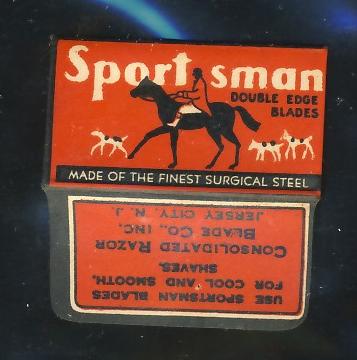 Sportsman
DOUBLE EDGE
BLADES
MADE OF THE FINEST SURGICAL STEEL
USE SPORTSMAN BLADES
FOR COOL AND SMOOTH
SHAVES.
CONSOLIDATED RAZOR
BLADE CO., INC.
JERSEY CITY, N. J.